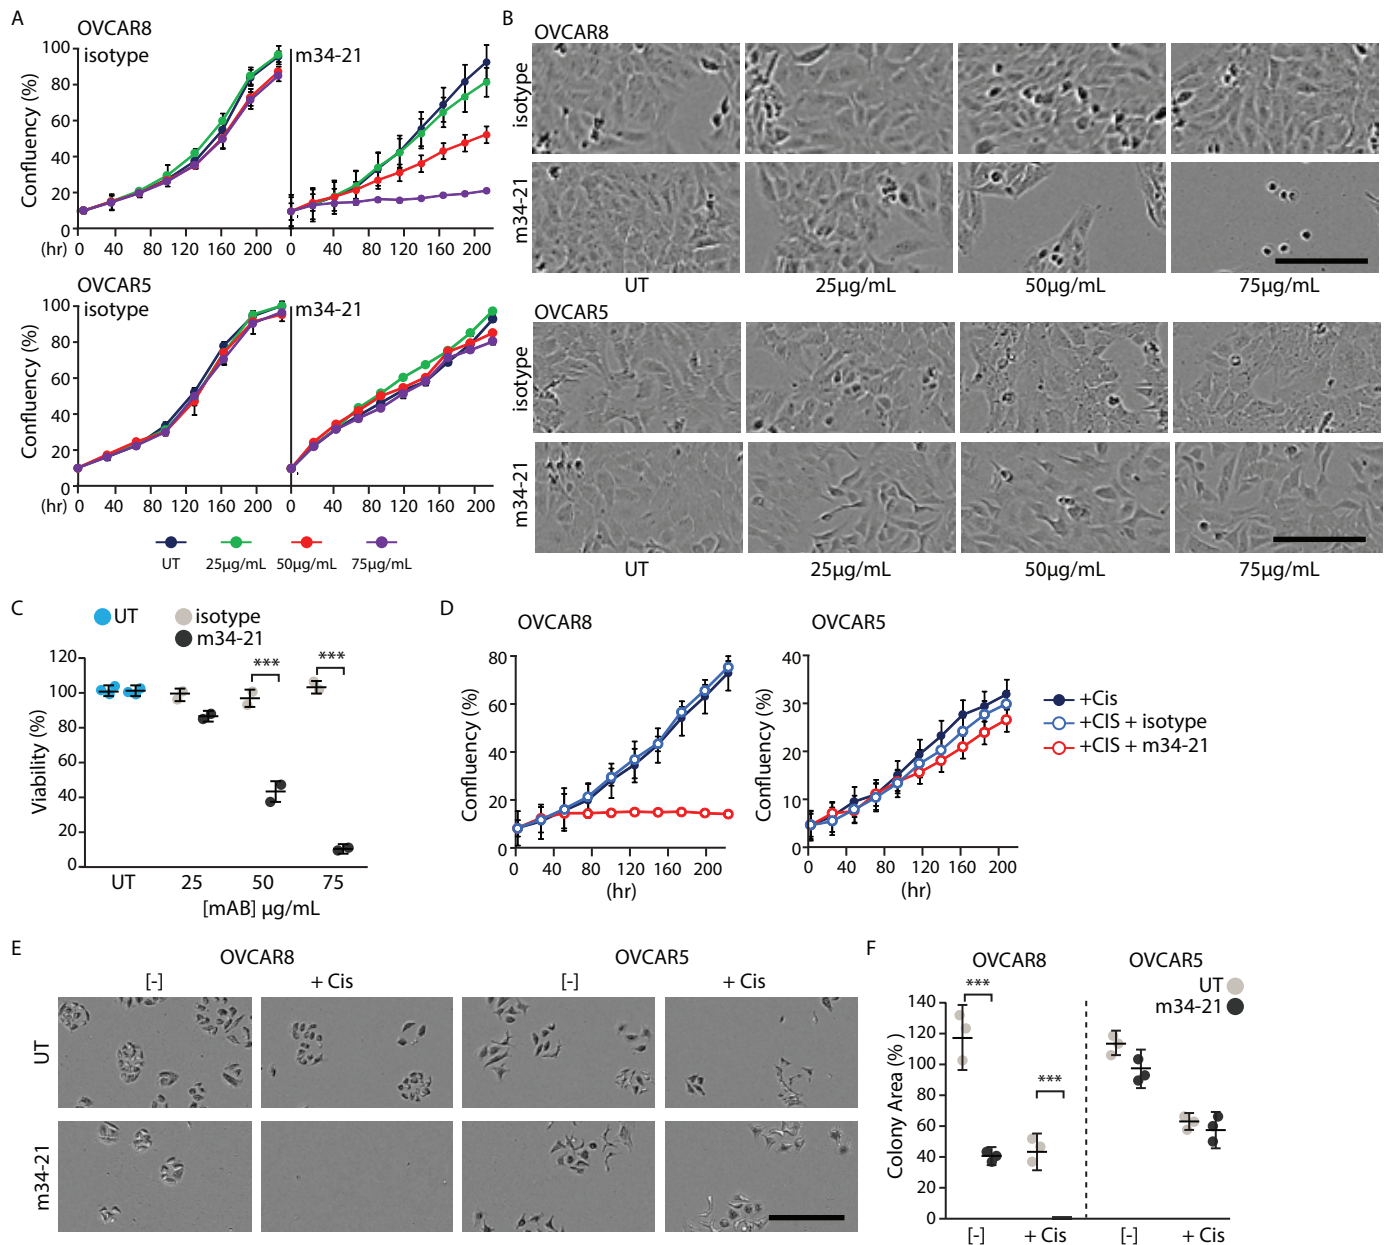 A
OVCAR8
isotype
m34-21
Confluency (%)
100
80
60
40
20
0
(hr)
0 40 80 120 160 200
0 40 80 120 160 200
OVCAR5
isotype
m34-21
Confluency (%)
100
80
60
40
20
0
(hr)
0 40 80 120 160 200
0 40 80 120 160 200
UT 25µg/mL 50µg/mL 75µg/mL
B
OVCAR8
isotype
m34-21
UT 25µg/mL 50µg/mL 75µg/mL
OVCAR5
isotype
m34-21
UT 25µg/mL 50µg/mL 75µg/mL
C
UT
isotype
m34-21
Viability (%)
120
100
80
60
40
20
0
***
***
UT 25 50 75
[mAB] µg/mL
D
OVCAR8
Confluency (%)
80
60
40
20
0
0 40 80 120 160 200
(hr)
OVCAR5
Confluency (%)
40
30
20
10
0
0 40 80 120 160 200
(hr)
+Cis
+CIS + isotype
+CIS + m34-21
E
OVCAR8
OVCAR5
[-] + Cis [-] + Cis
UT
m34-21
F
OVCAR8
OVCAR5
UT
m34-21
Colony Area (% )
140
120
100
80
60
40
20
0
***
***
[-] + Cis [-] + Cis